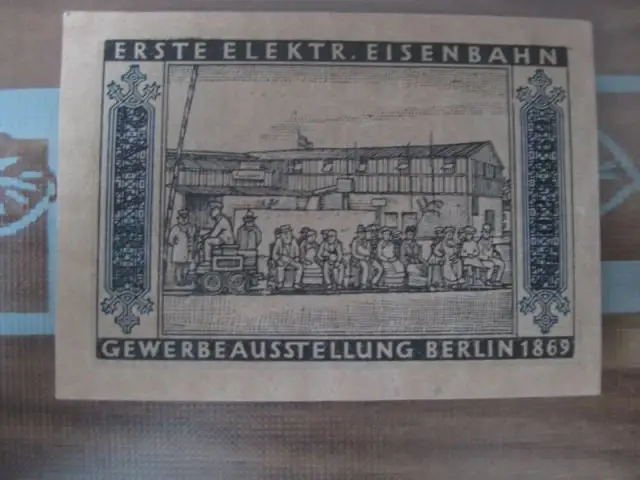 ERSTE ELEKTR. EISENBAHN
GEWERBEAUSSTELLUNG BERLIN 1869